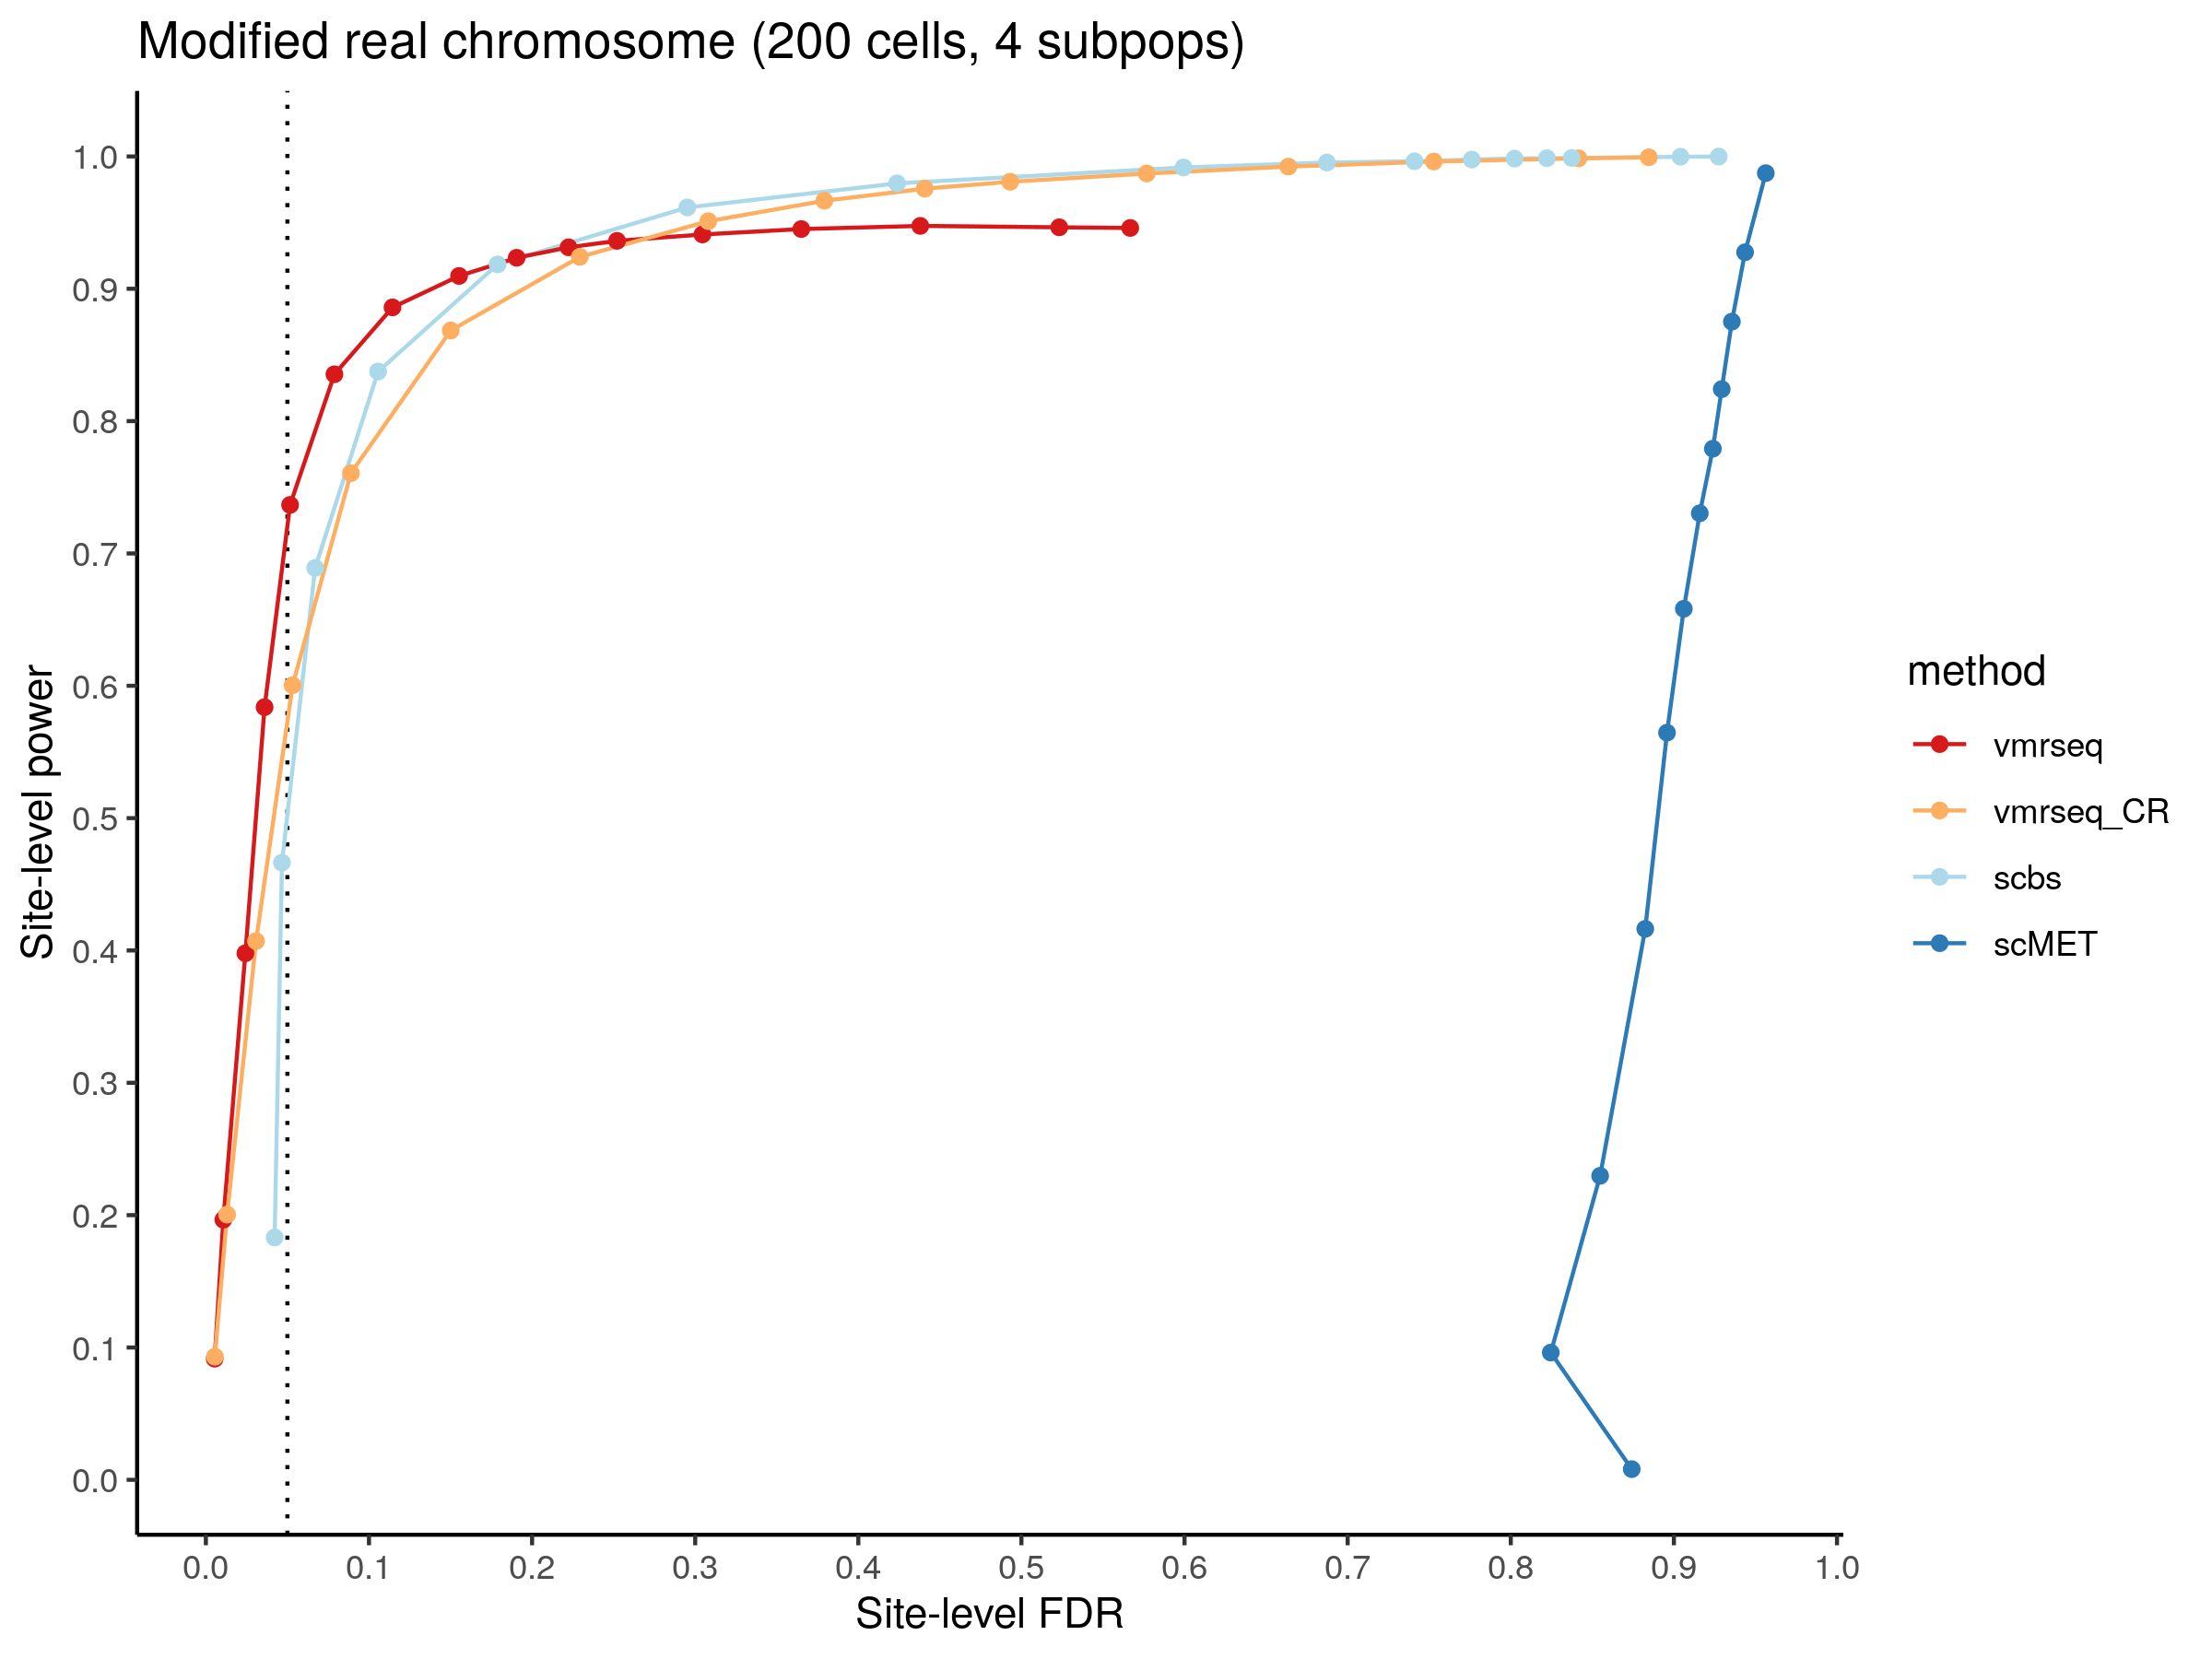 Modified real chromosome (200 cells, 4 subpops)
1.0
0.9
0.8
0.7
0.6
0.5
0.4
0.3
0.2
0.1
0.0
Site-level power
0.0 0.1 0.2 0.3 0.4 0.5 0.6 0.7 0.8 0.9 1.0
Site-level FDR
method
vmrseq
vmrseq_CR
scbs
scMET